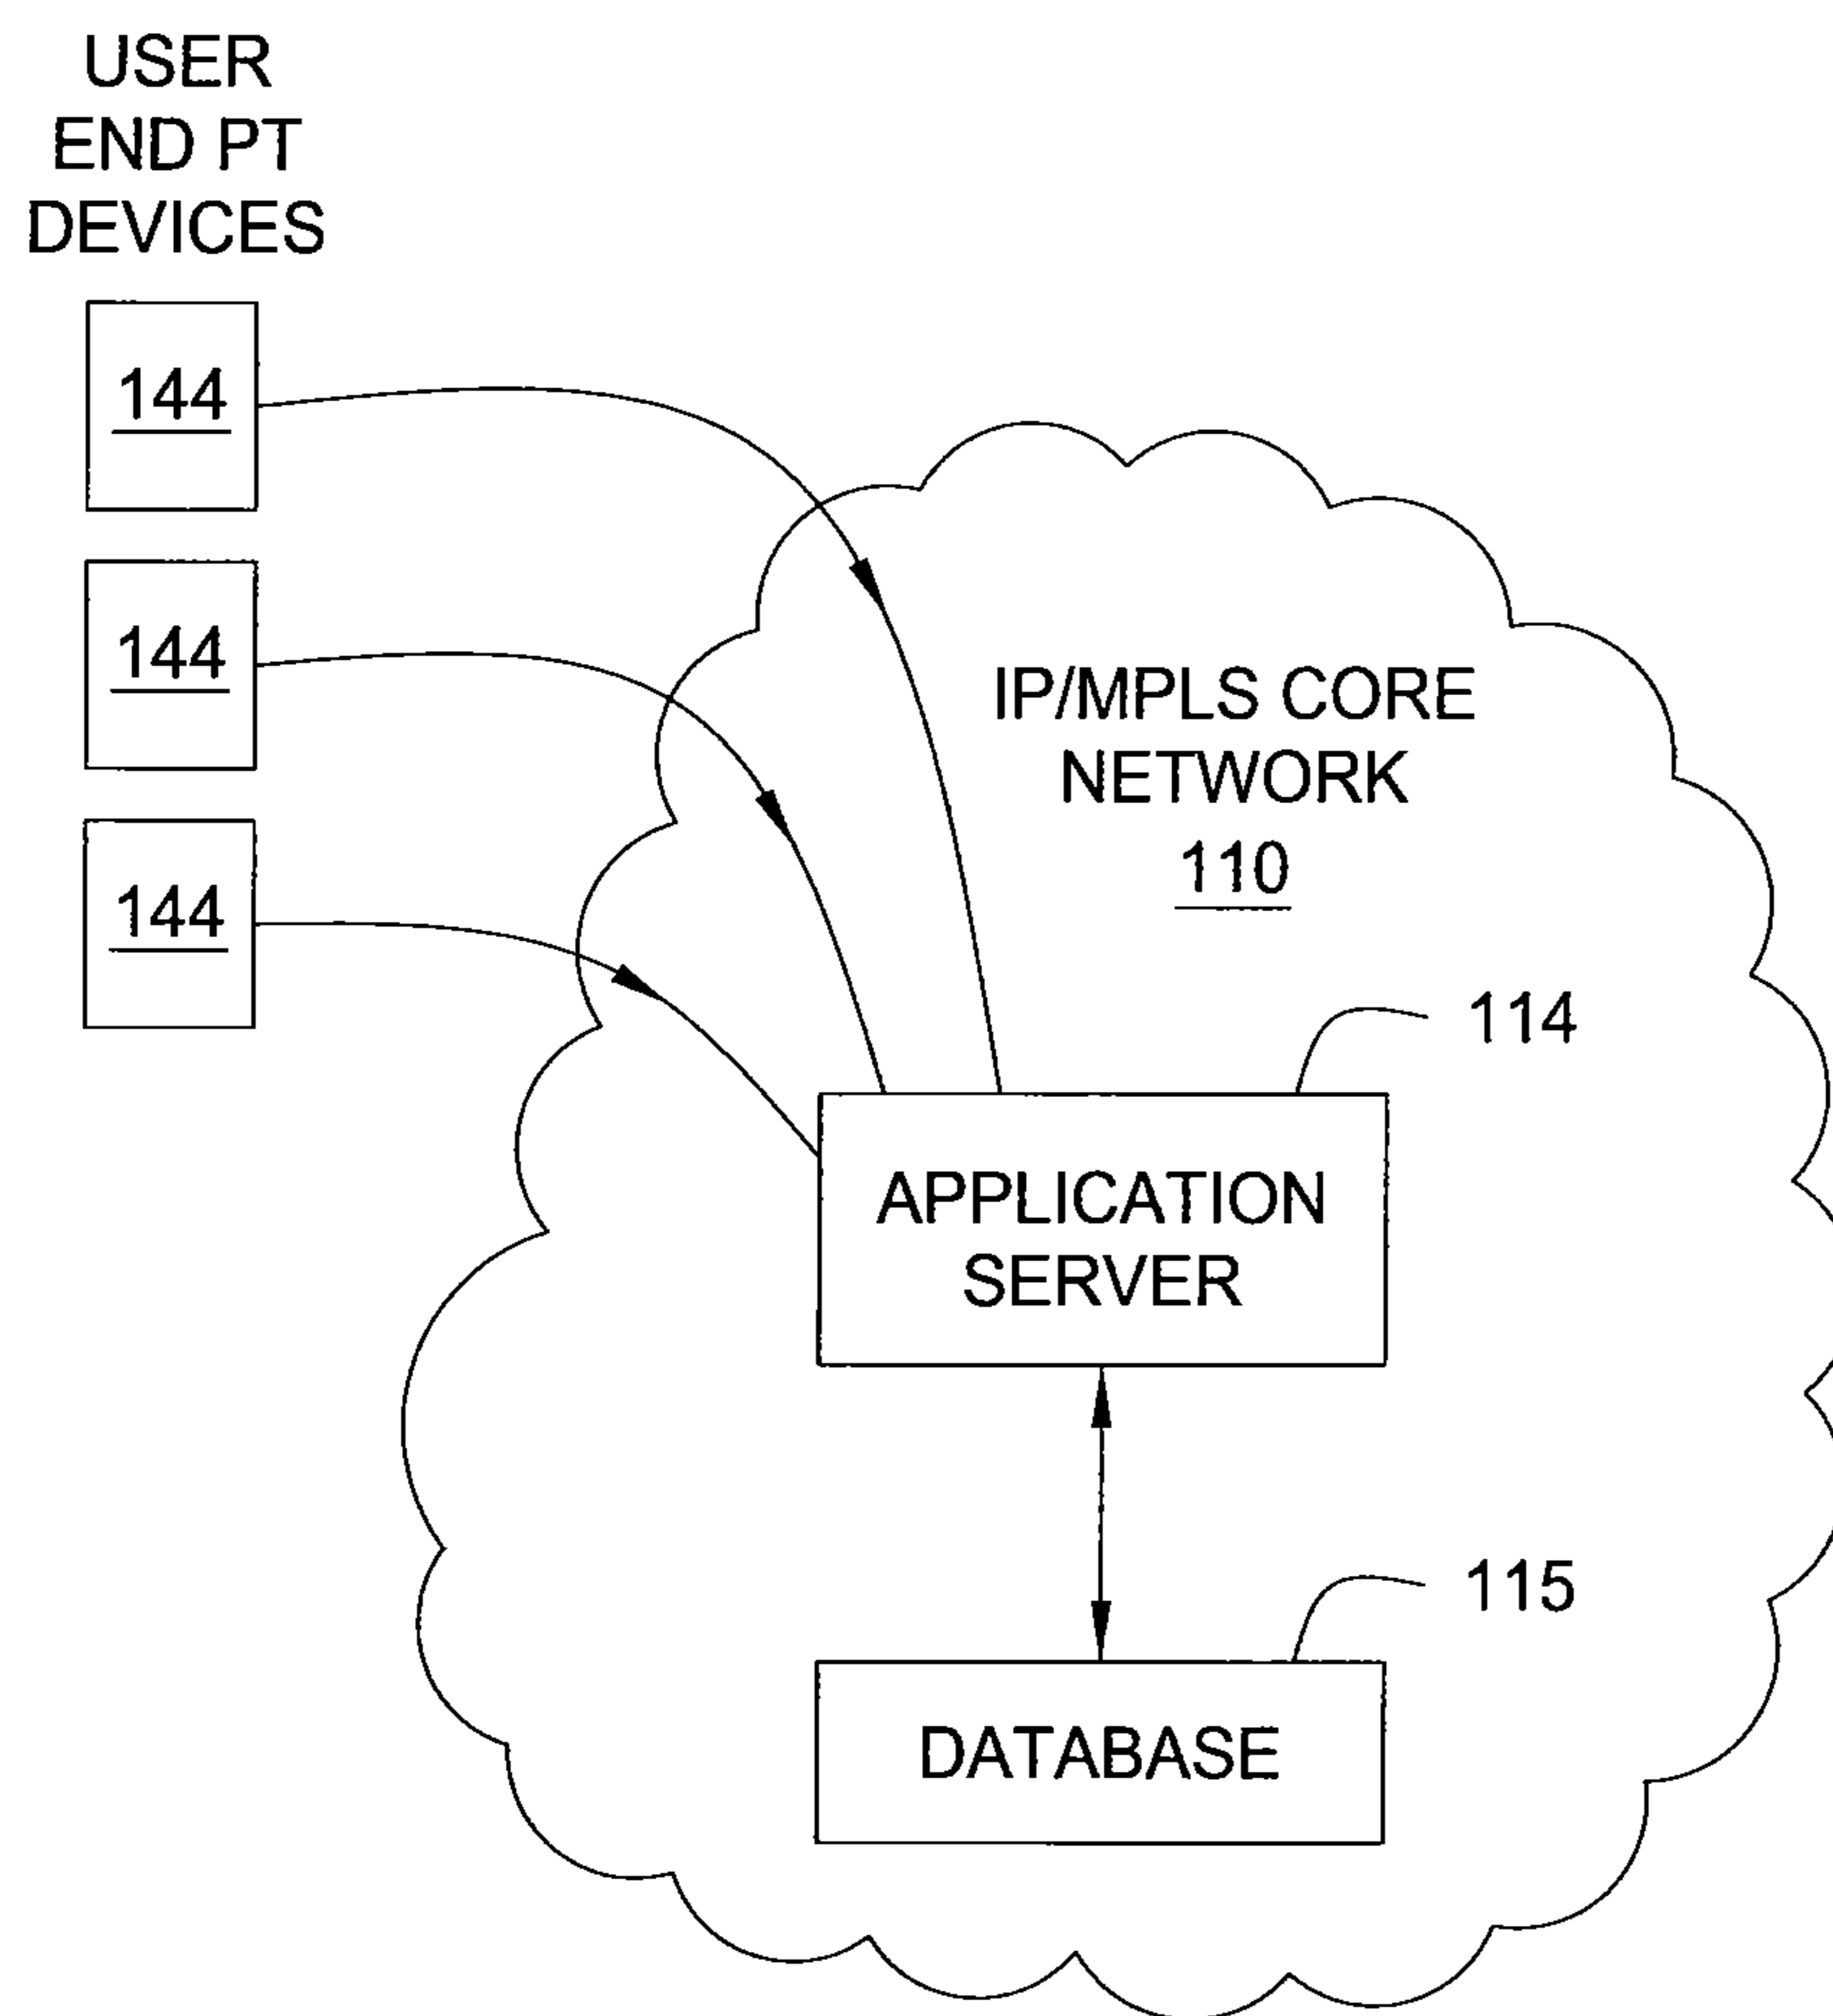 USER
END PT
DEVICES
144
144
144
IP/MPLS CORE
NETWORK
110
114
APPLICATION
SERVER
115
DATABASE